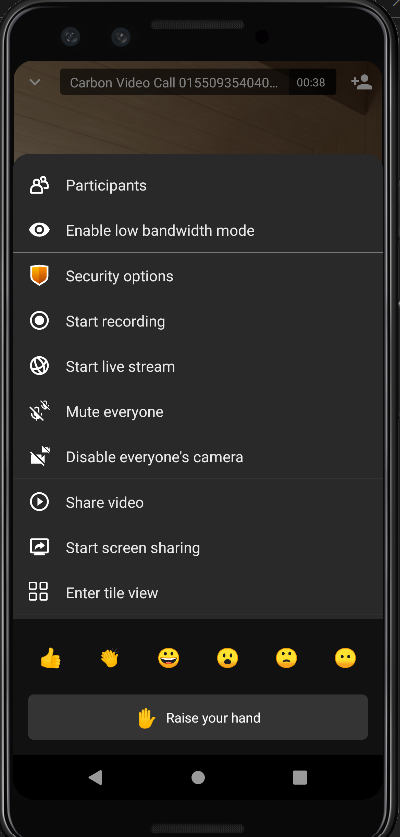 Carbon Video Call 015509354040... 00:38
Participants
Enable low bandwidth mode
Security options
Start recording
Start live stream
Mute everyone
Disable everyone's camera
Share video
Start screen sharing
Enter tile view
Raise your hand